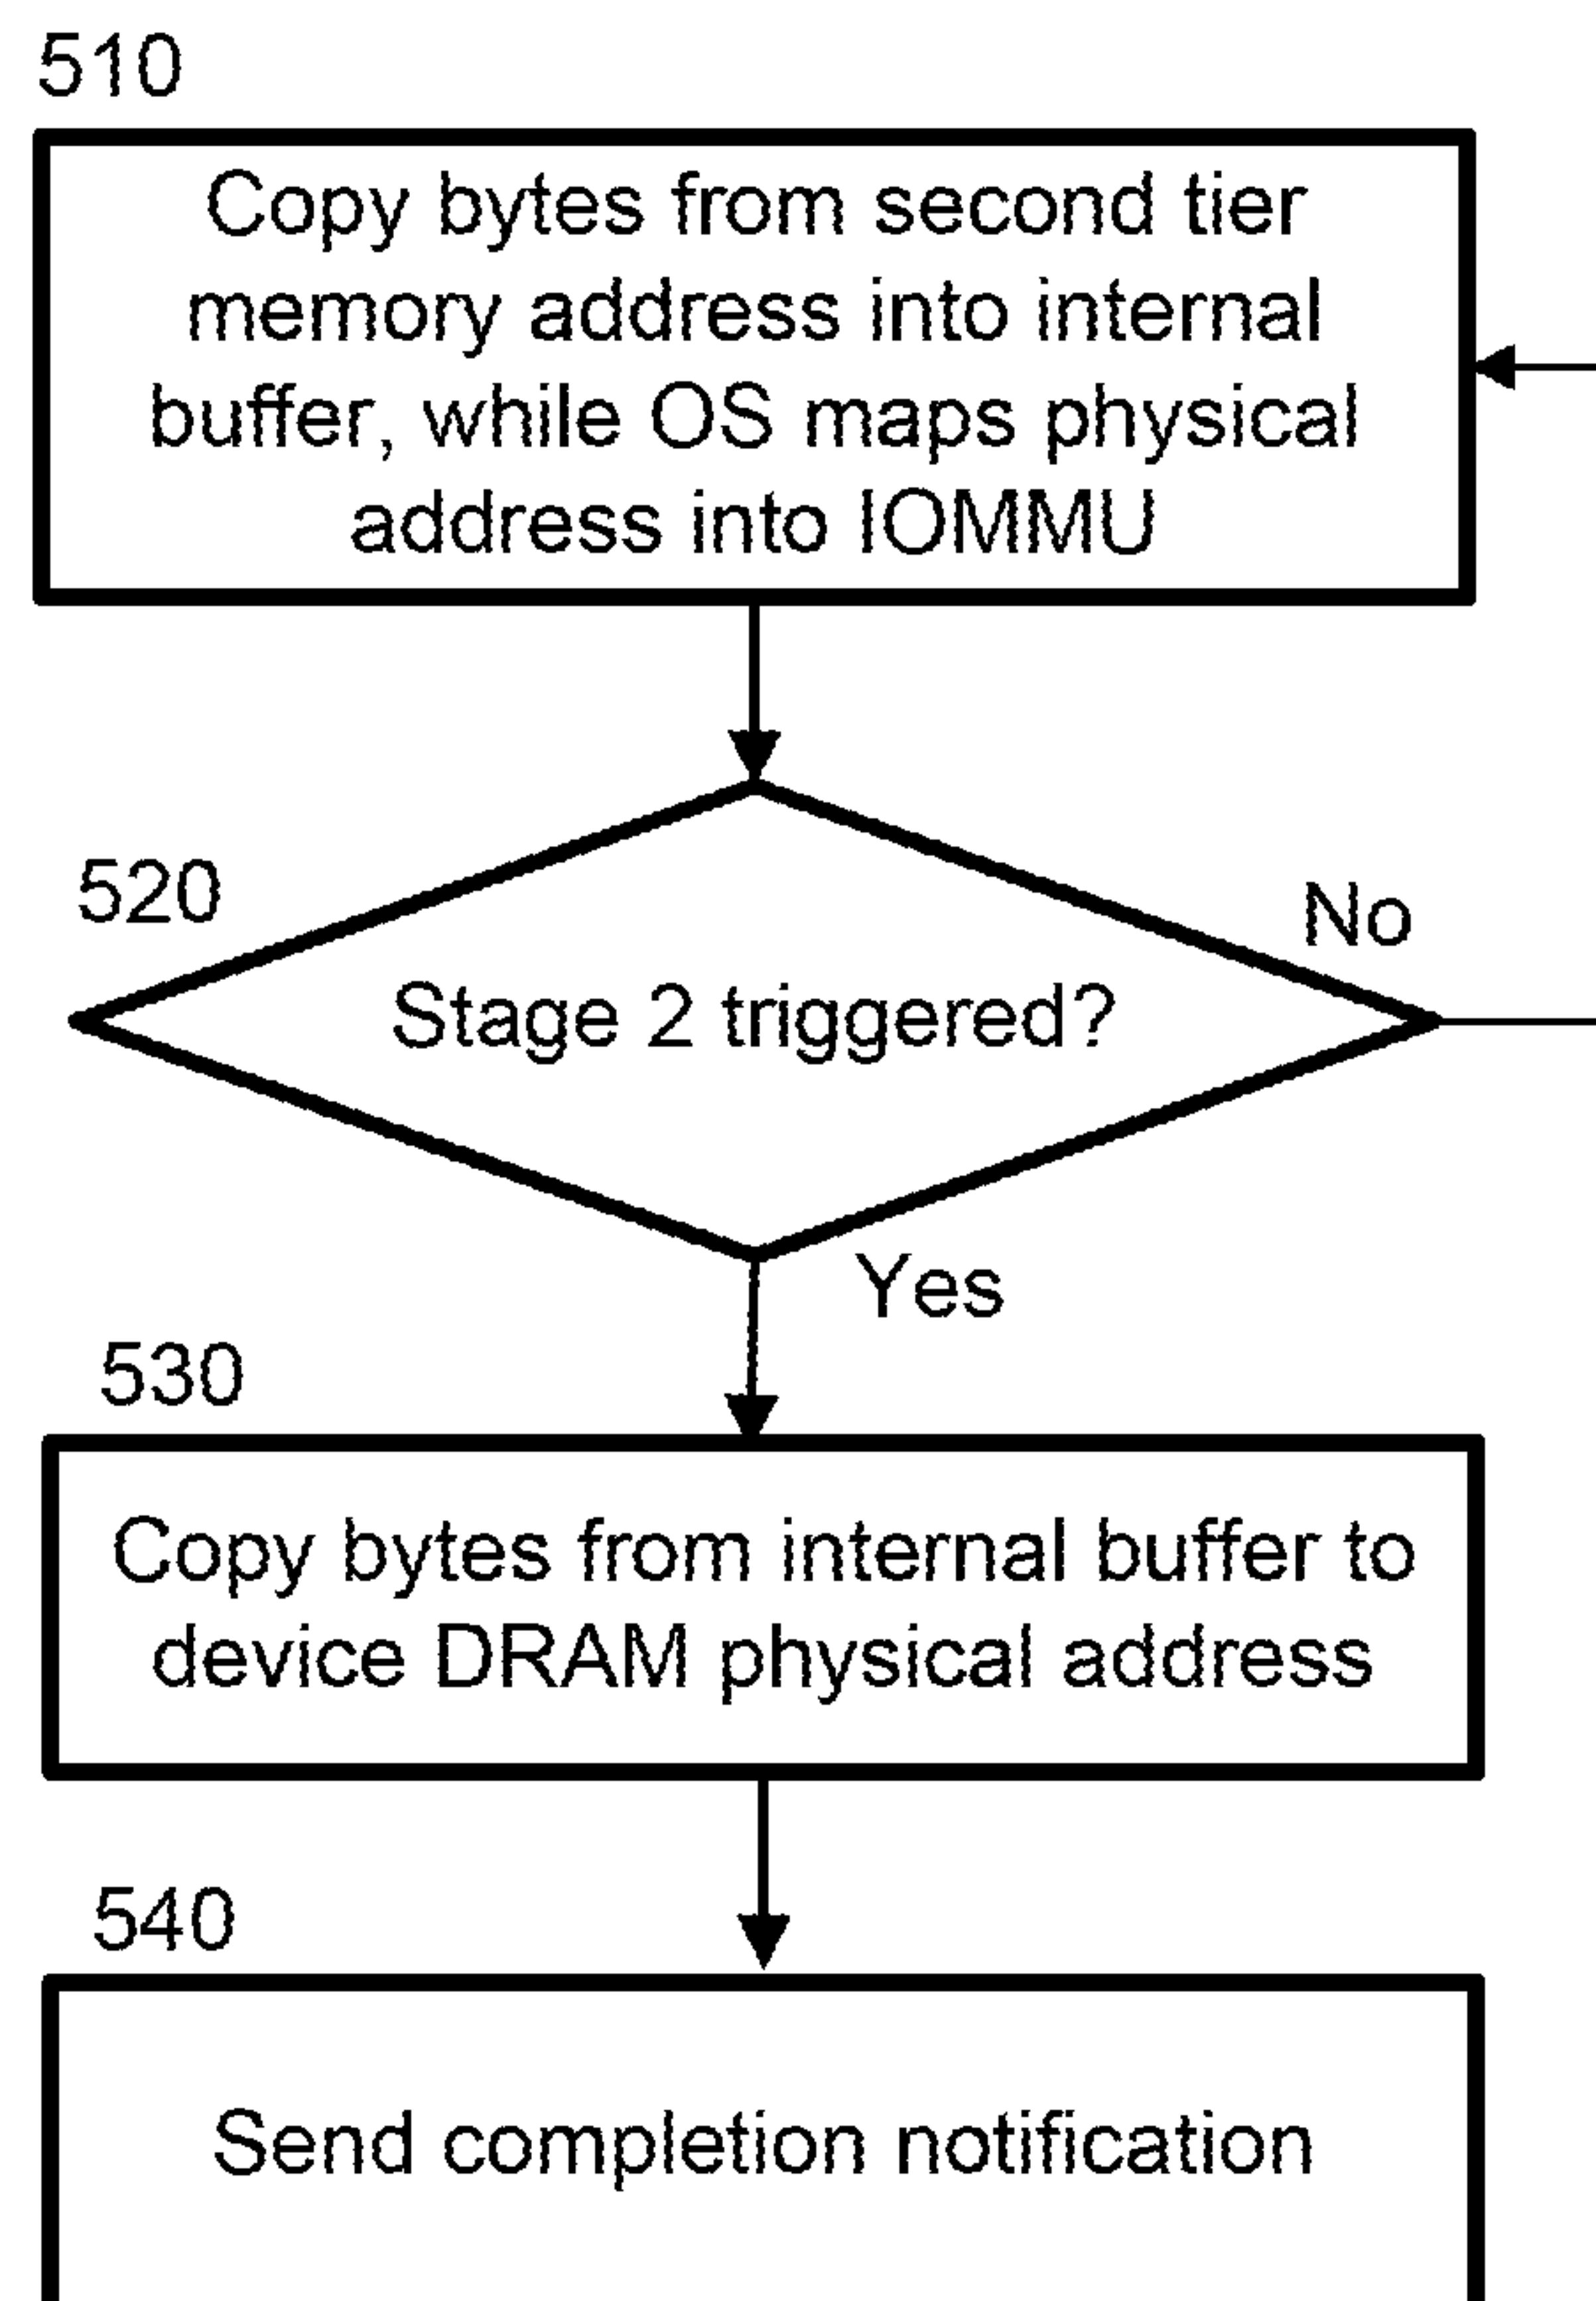 510
Copy bytes from second tier
memory address into internal
buffer, while OS maps physical
address into IOMMU
520
No
Stage 2 triggered?
Yes
530
Copy bytes from internal buffer to
device DRAM physical address
540
Send completion notification